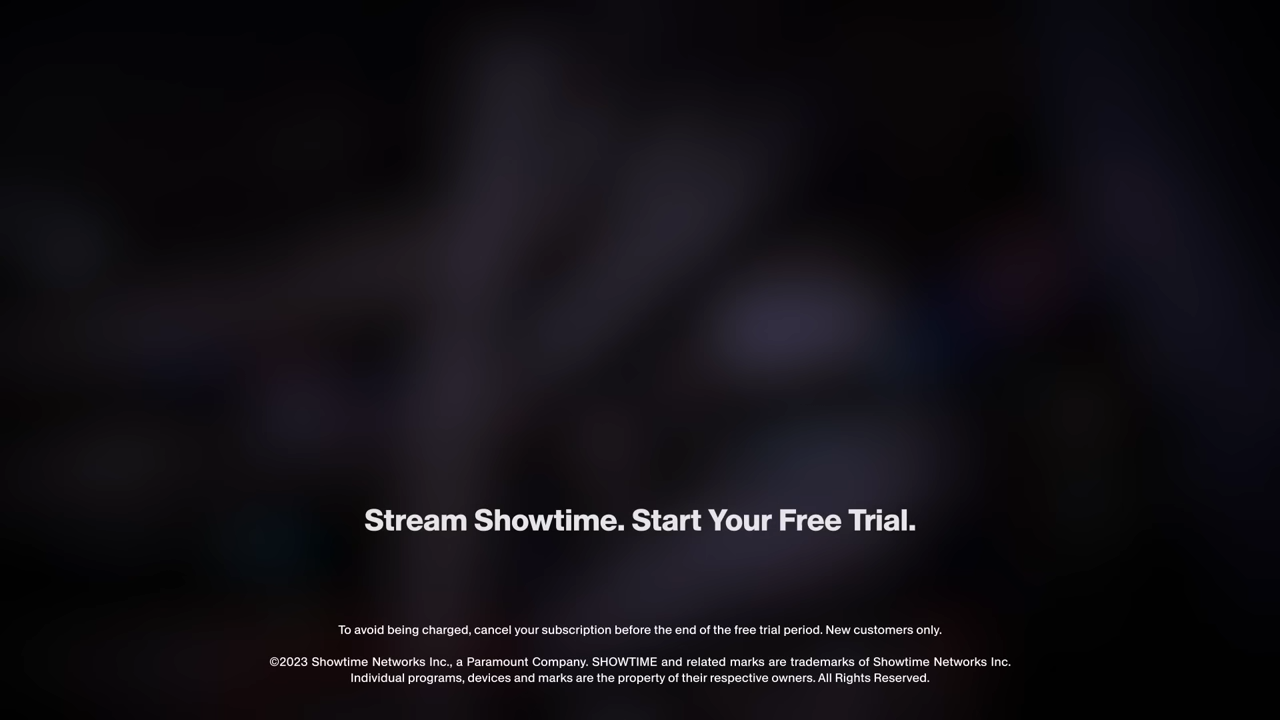 Stream Showtime. Start Your Free Trial.
To avoid being charged, cancel your subscription before the end of the free trial period. New customers only.
©2023 Showtime Networks Inc., a Paramount Company. SHOWTIME and related marks are trademarks of Showtime Networks Inc.
Individual programs, devices and marks are the property of their respective owners. All Rights Reserved.